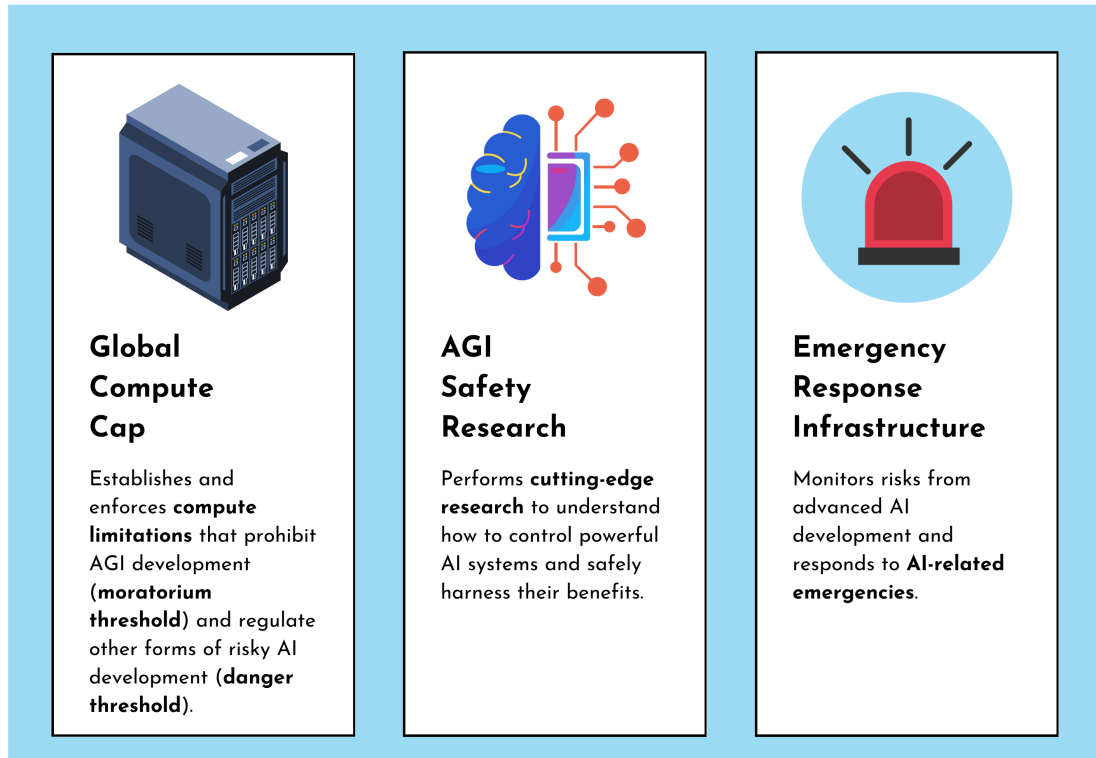 Global
Compute
Cap
Establishes and
enforces compute
limitations that prohibit
AGI development
(moratorium
threshold) and regulate
other forms of risky AI
development (danger
threshold).
AGI
Safety
Research
Performs cutting-edge
research to understand
how to control powerful
AI systems and safely
harness their benefits.
Emergency
Response
Infrastructure
Monitors risks from
advanced AI
development and
responds to AI-related
emergencies.